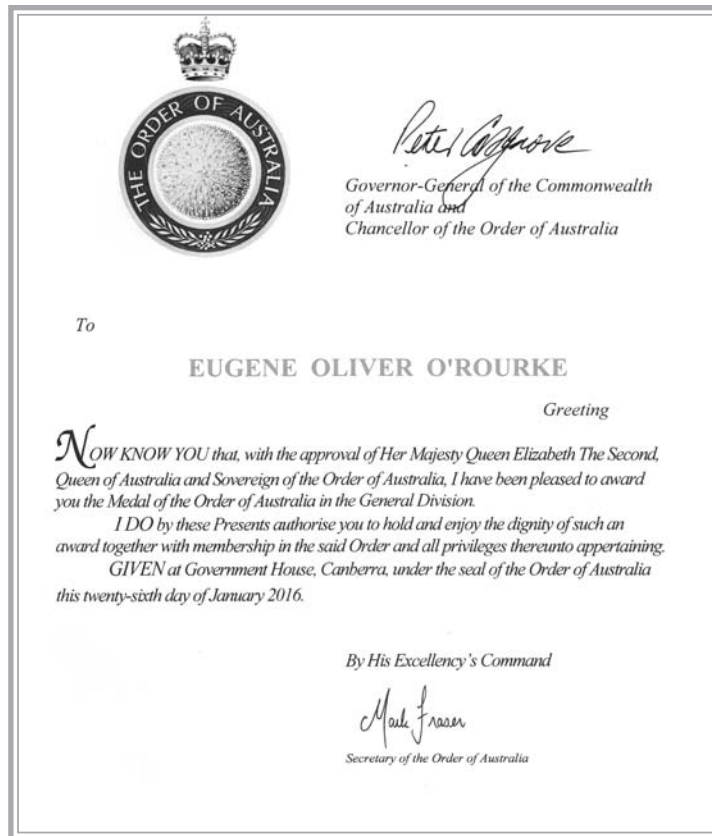 THE ORDER OF AUSTRALIA
Peter Cosgrove
Governor-General of the Commonwealth
of Australia and
Chancellor of the Order of Australia
To
EUGENE OLIVER O'ROURKE
Greeting
NOW KNOW YOU that, with the approval of Her Majesty Queen Elizabeth The Second,
Queen of Australia and Sovereign of the Order of Australia, I have been pleased to award
you the Medal of the Order of Australia in the General Division.
I DO by these Presents authorise you to hold and enjoy the dignity of such an
award together with membership in the said Order and all privileges thereunto appertaining.
GIVEN at Government House, Canberra, under the seal of the Order of Australia
this twenty-sixth day of January 2016.
By His Excellency's Command
Mark Fraser
Secretary of the Order of Australia